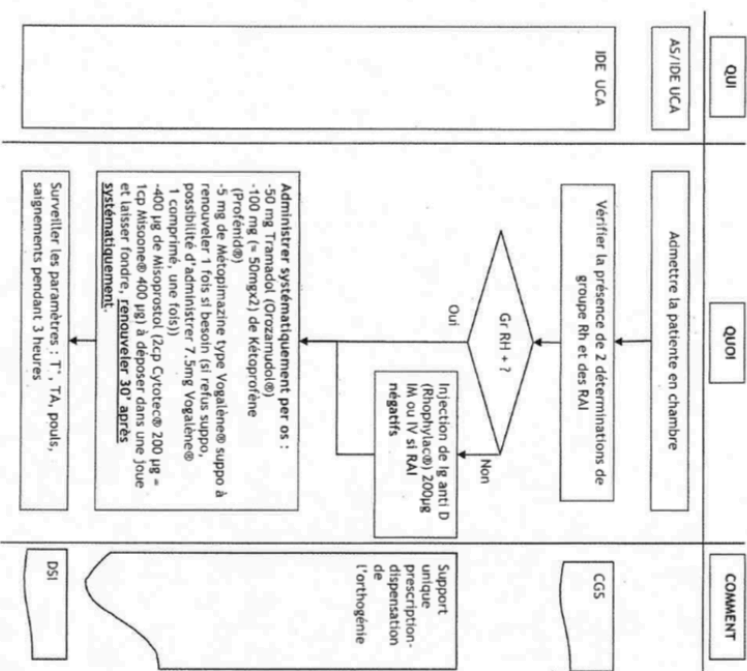 QUI
QUOI
COMMENT
AS/IDE UCA
Admettre la patiente en chambre
IDE UCA
Vérifier la présence de 2 déterminations de
groupe Rh et des RAI
CGS
Gr RH + ?
Non
Oui
Injection de Ig anti D
(Rhophylac®) 200µg
IM ou IV si RAI
négatifs
Support
unique
prescription-
dispensation
de
l'orthogénie
Administrer systématiquement per os :
-50 mg Tramadol (Orozamudol®)
-100 mg (= 50mgx2) de Kétoprofène
(Profénid®)
-5 mg de Métopimazine type Vogalène® suppo à
renouveler 1 fois si besoin (si refus suppo,
possibilité d'administrer 7.5mg Vogalène®
1 comprimé, une fois))
-400 µg de Misoprostol (2cp Cytotec® 200 µg =
1cp Misoone® 400 µg) à déposer dans une joue
et laisser fondre, renouveler 30' après
systématiquement.
Surveiller les paramètres : T°, TA, pouls,
saignements pendant 3 heures
DSI